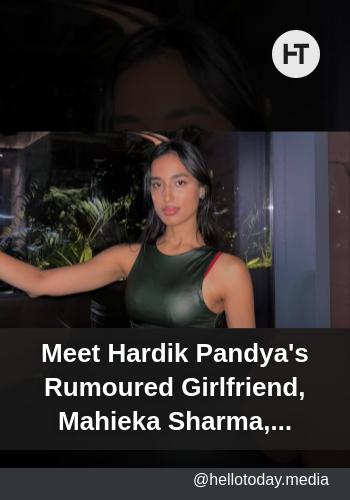 HT
Meet Hardik Pandya's
Rumoured Girlfriend,
Mahieka Sharma,...
@hellotoday.media